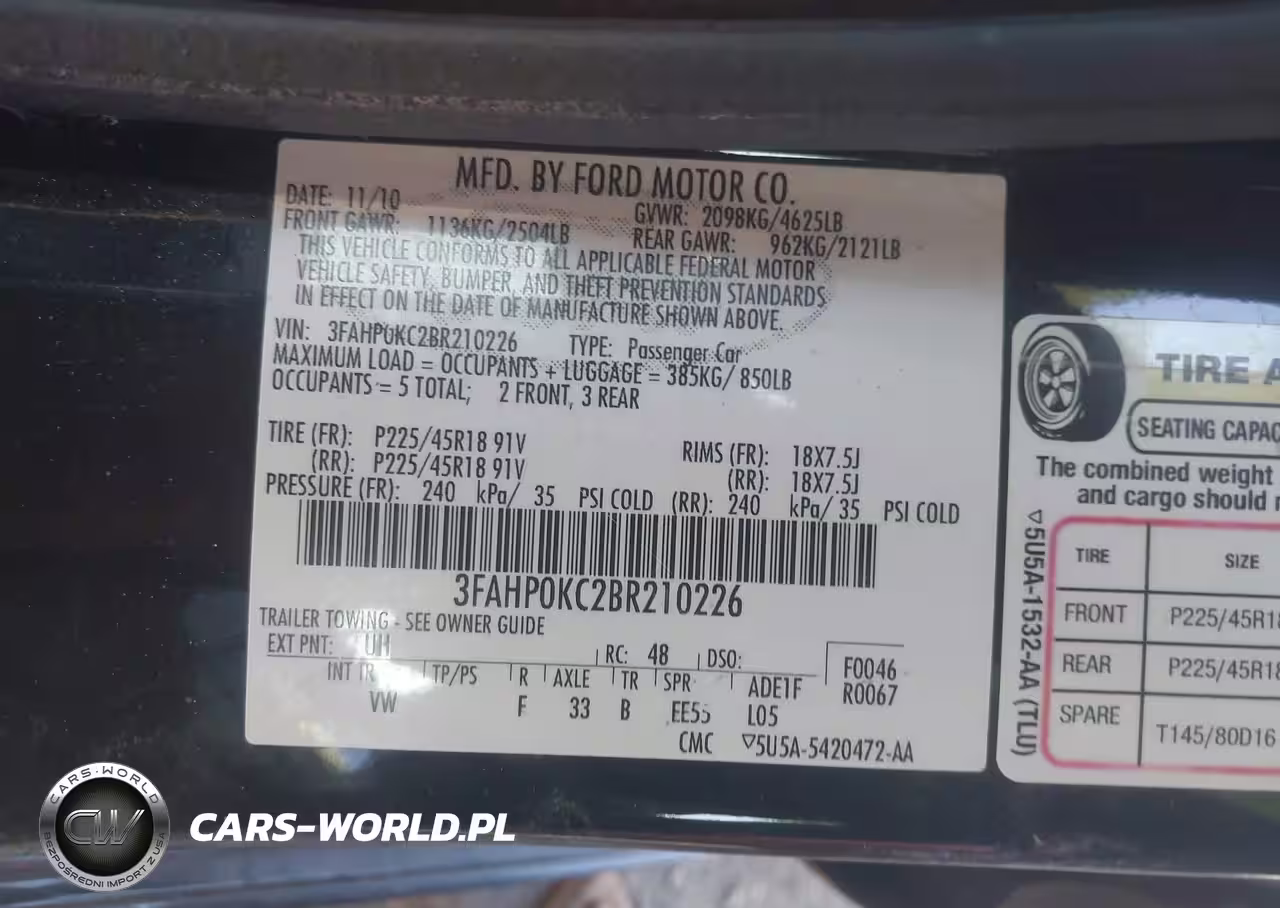 MFD. BY FORD MOTOR CO.
DATE: 11/10 GVWR: 2098KG/4625LB
FRONT GAWR: 1136KG/2504LB REAR GAWR: 962KG/2121LB
THIS VEHICLE CONFORMS TO ALL APPLICABLE FEDERAL MOTOR
VEHICLE SAFETY, BUMPER, AND THEFT PREVENTION STANDARDS
IN EFFECT ON THE DATE OF MANUFACTURE SHOWN ABOVE.
VIN: 3FAHP0KC2BR210226 TYPE: Passenger Car
MAXIMUM LOAD = OCCUPANTS + LUGGAGE = 385KG/ 850LB
OCCUPANTS = 5 TOTAL; 2 FRONT, 3 REAR
TIRE (FR): P225/45R18 91V RIMS (FR): 18X7.5J
(RR): P225/45R18 91V (RR): 18X7.5J
PRESSURE (FR): 240 kPa/ 35 PSI COLD (RR): 240 kPa/ 35 PSI COLD
3FAHP0KC2BR210226
TRAILER TOWING - SEE OWNER GUIDE
EXT PNT: UH RC: 48 DSO: F0046
INT TR TP/PS R AXLE TR SPR ADE1F R0067
VW F 33 B EE55 L05
CMC ▽5U5A-5420472-AA
TIRE A
SEATING CAPAC
The combined weight
and cargo should
▽5U5A-1532-AA (TLU)
TIRE SIZE
FRONT P225/45R18
REAR P225/45R18
SPARE T145/80D16
CARS-WORLD
CW
BEZPOŚREDNI IMPORT Z USA
CARS-WORLD.PL